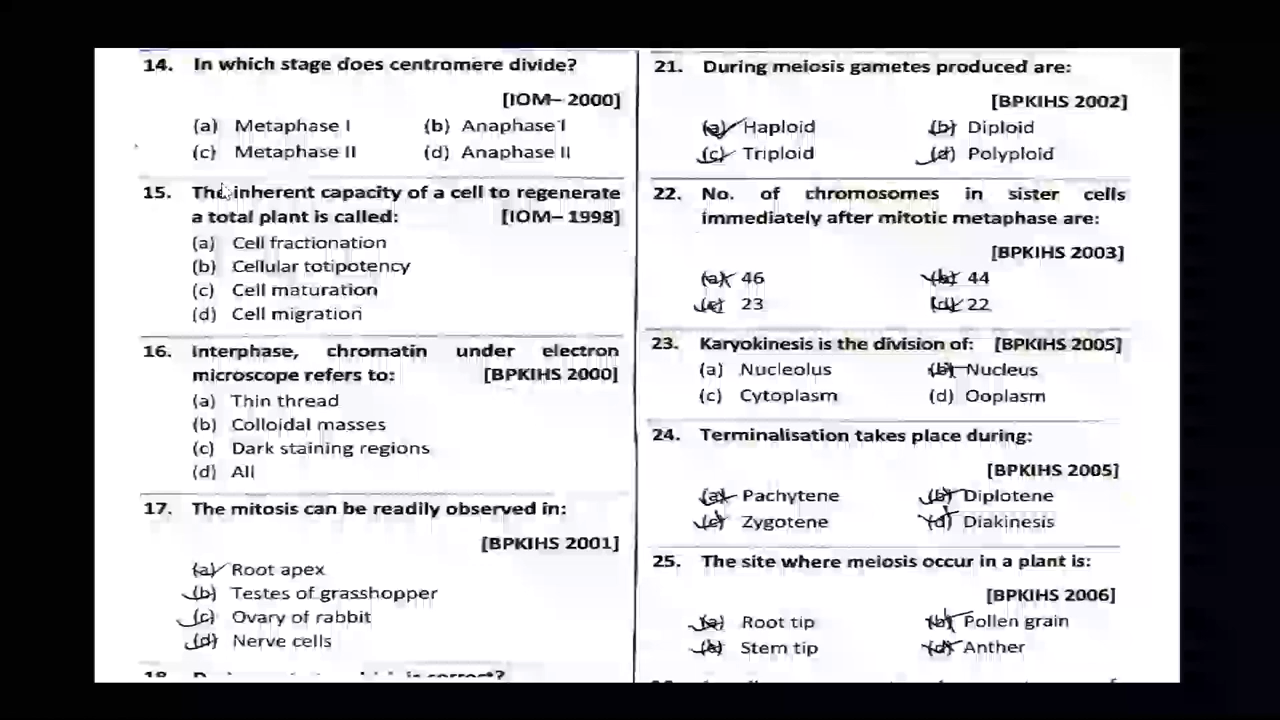 14. In which stage does centromere divide?
[IOM– 2000]
(a) Metaphase I (b) Anaphase I
(c) Metaphase II (d) Anaphase II
15. The inherent capacity of a cell to regenerate
a total plant is called: [IOM– 1998]
(a) Cell fractionation
(b) Cellular totipotency
(c) Cell maturation
(d) Cell migration
16. Interphase, chromatin under electron
microscope refers to: [BPKIHS 2000]
(a) Thin thread
(b) Colloidal masses
(c) Dark staining regions
(d) All
17. The mitosis can be readily observed in:
[BPKIHS 2001]
(a) Root apex
(b) Testes of grasshopper
(c) Ovary of rabbit
(d) Nerve cells
21. During meiosis gametes produced are:
[BPKIHS 2002]
(a) Haploid (b) Diploid
(c) Triploid (d) Polyploid
22. No. of chromosomes in sister cells
immediately after mitotic metaphase are:
[BPKIHS 2003]
(a) 46 (b) 44
(c) 23 (d) 22
23. Karyokinesis is the division of: [BPKIHS 2005]
(a) Nucleolus (b) Nucleus
(c) Cytoplasm (d) Ooplasm
24. Terminalisation takes place during:
[BPKIHS 2005]
(a) Pachytene (b) Diplotene
(c) Zygotene (d) Diakinesis
25. The site where meiosis occur in a plant is:
[BPKIHS 2006]
(a) Root tip (b) Pollen grain
(c) Stem tip (d) Anther